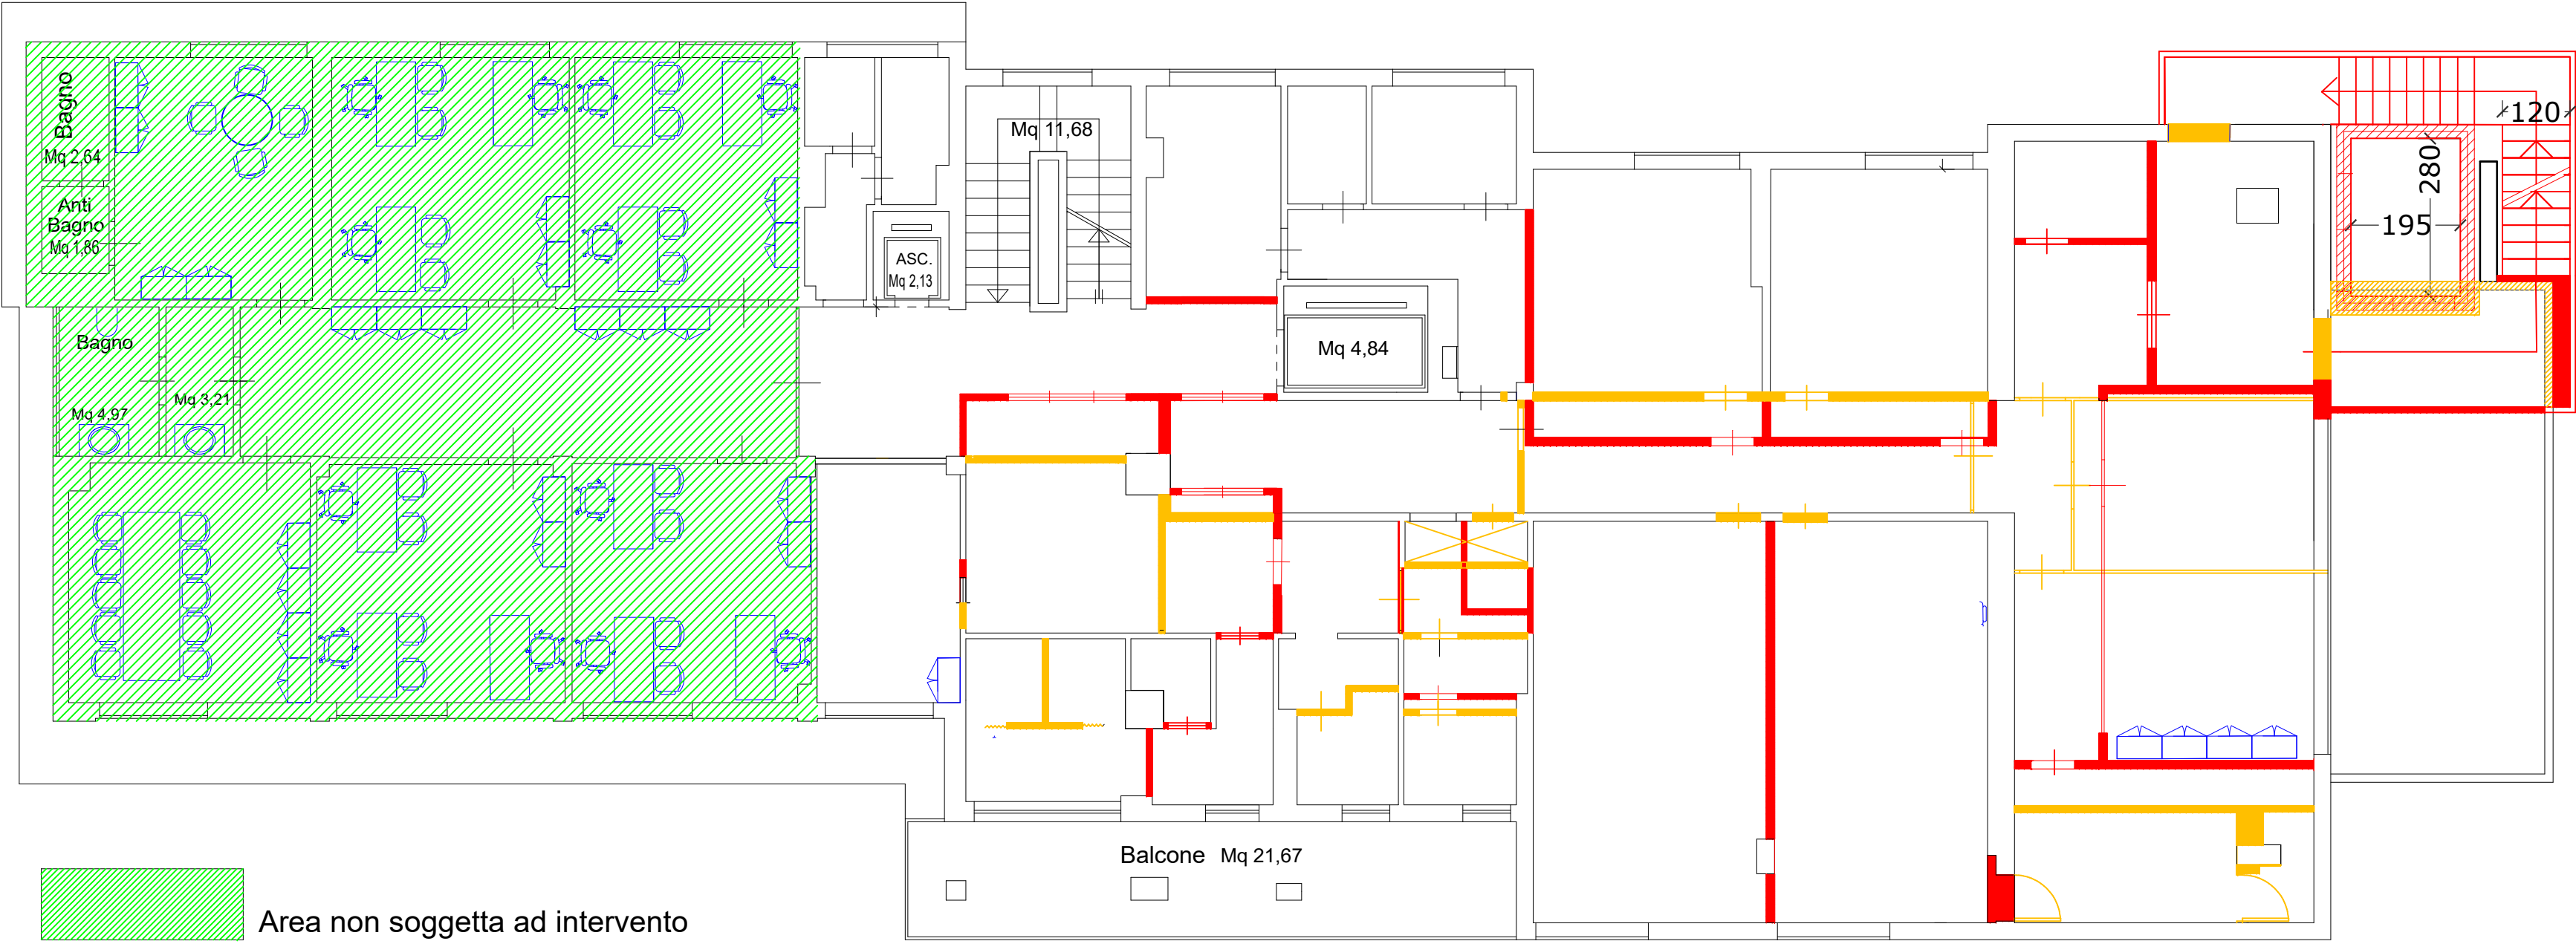 Bagno
Mq 2,64
Anti
Bagno
Mq 1,86
Mq 11,68
ASC.
Mq 2,13
120
280
195
Bagno
Mq 4,97
Mq 3,21
Mq 4,84
Balcone Mq 21,67
Area non soggetta ad intervento